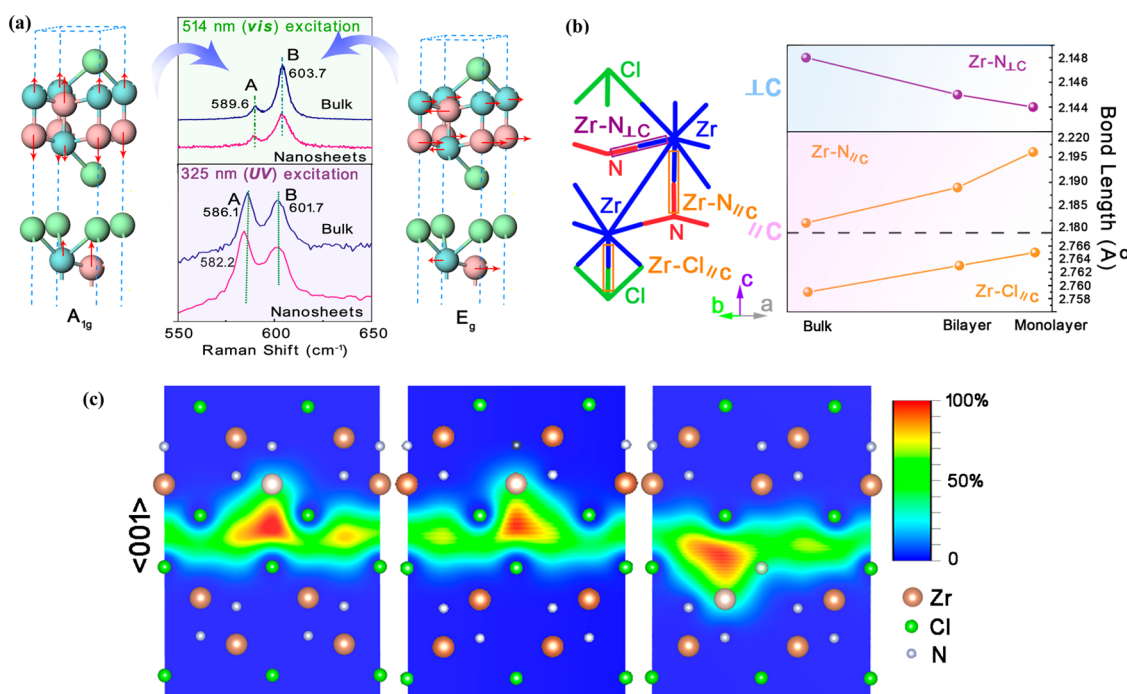 (a)
514 nm (vis) excitation
A
B
603.7
589.6
Bulk
Nanosheets
325 nm (UV) excitation
A
B
586.1
601.7
Bulk
582.2
Nanosheets
550 600 650
Raman Shift (cm⁻¹)
A1g
Eg
(b)
Cl
Zr-N⊥C
Zr
N
Zr
Zr-N//C
N
Zr-Cl//C
Cl
c
b a
⊥C
//C
Zr-N⊥C
Zr-N//C
Zr-Cl//C
2.148
2.146
2.144
2.220
2.195
2.190
2.185
2.180
2.766
2.764
2.762
2.760
2.758
Bond Length (Å)
Bulk Bilayer Monolayer
(c)
<001>
100%
50%
0
Zr
Cl
N